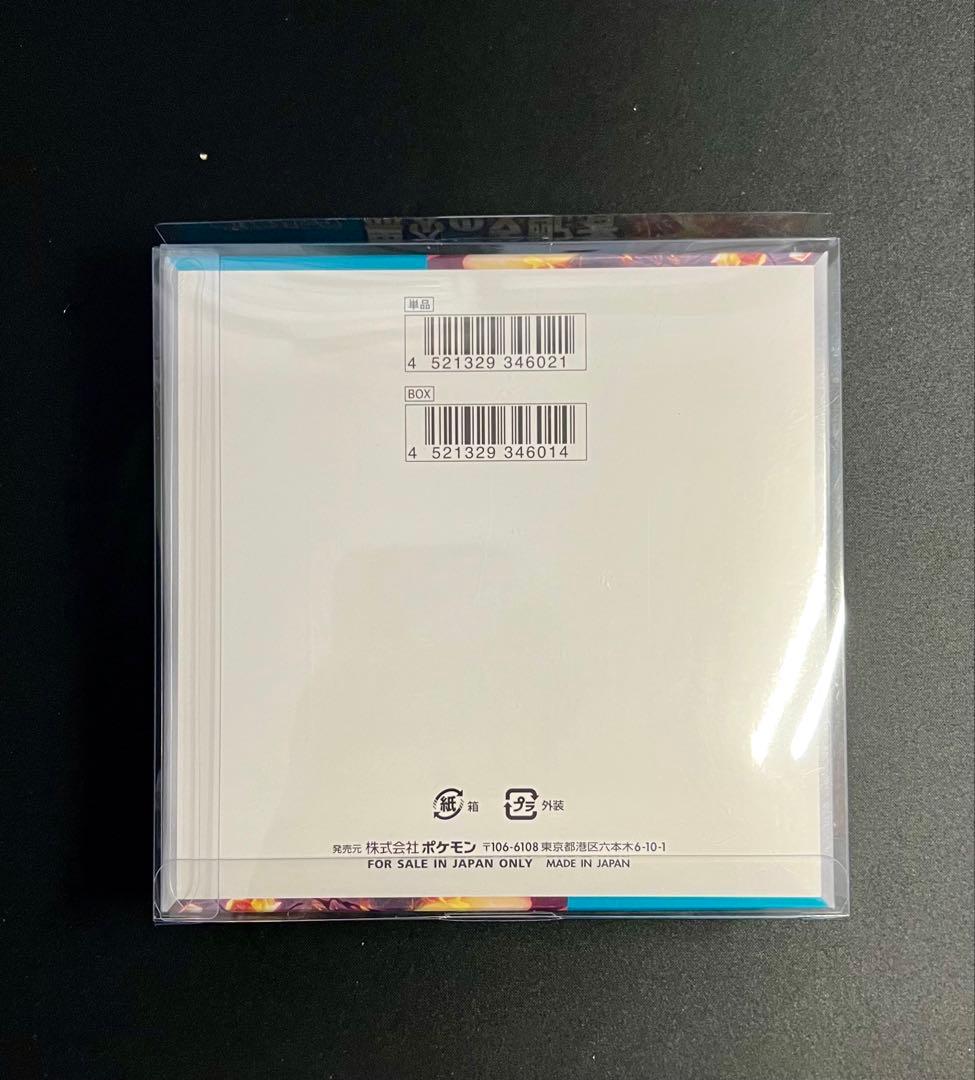 単品
4 521329 346021
BOX
4 521329 346014
紙 箱 プラ 外装
発売元 株式会社ポケモン 〒106-6108 東京都港区六本木6-10-1
FOR SALE IN JAPAN ONLY MADE IN JAPAN